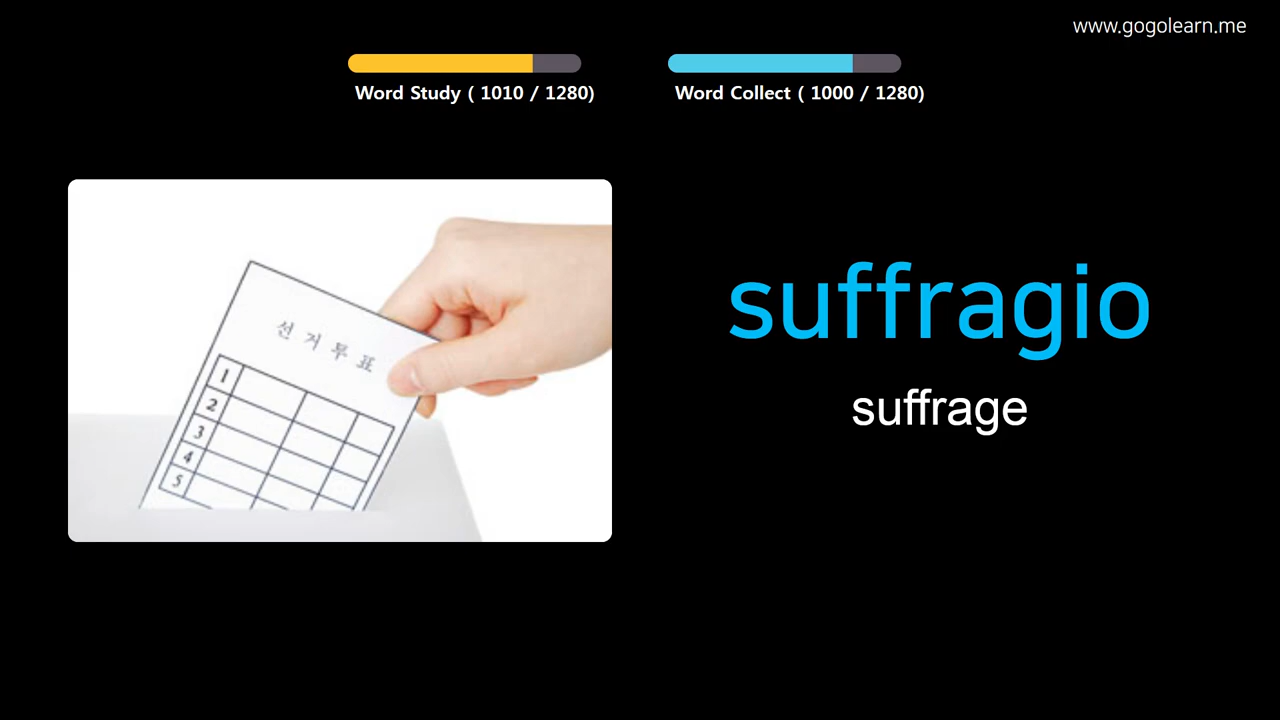 www.gogolearn.me
Word Study ( 1010 / 1280)
Word Collect ( 1000 / 1280)
선거투표
1
2
3
4
5
suffragio
suffrage